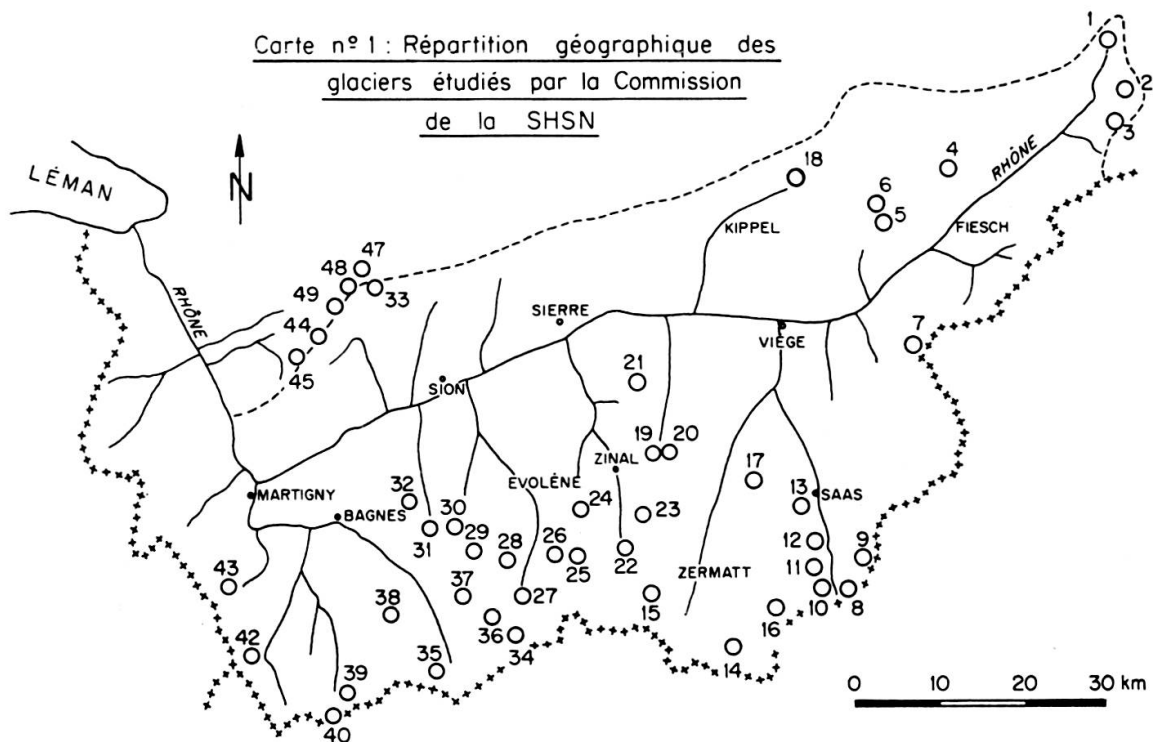 Carte nº 1 : Répartition géographique des
glaciers étudiés par la Commission
de la SHSN
1
2
3
LÉMAN
N
18
4
RHÔNE
6
5
KIPPEL
FIESCH
47
48
49
33
RHÔNE
44
45
SIERRE
VIÈGE
7
21
SION
19
20
ZINAL
EVOLÈNE
17
MARTIGNY
BAGNES
32
30
24
23
13
SAAS
31
29
28
26
25
22
12
9
11
ZERMATT
43
38
37
27
15
10
8
36
34
16
42
35
14
39
40
0 10 20 30 km